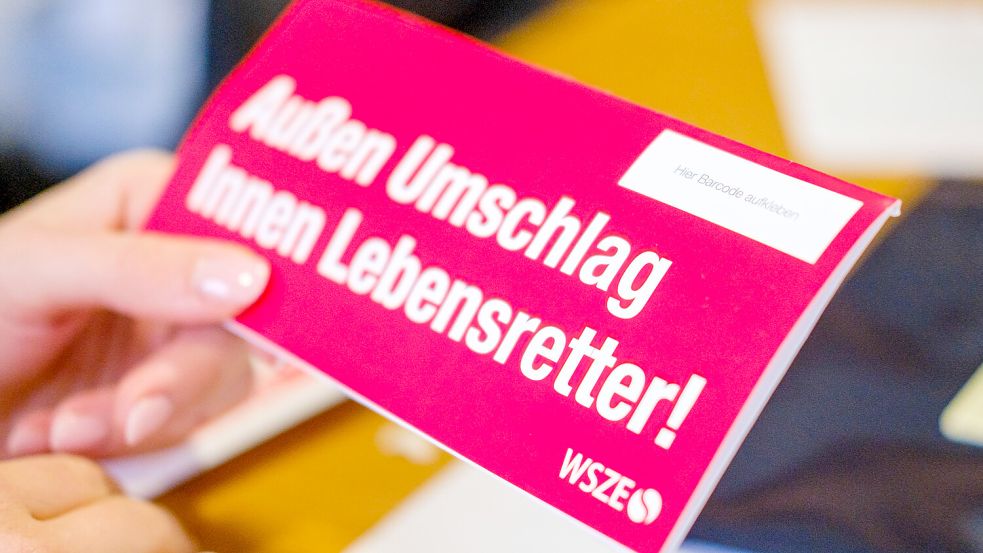 Außen Umschlag
Innen Lebensretter!
Hier Barcode aufkleben
WSZE